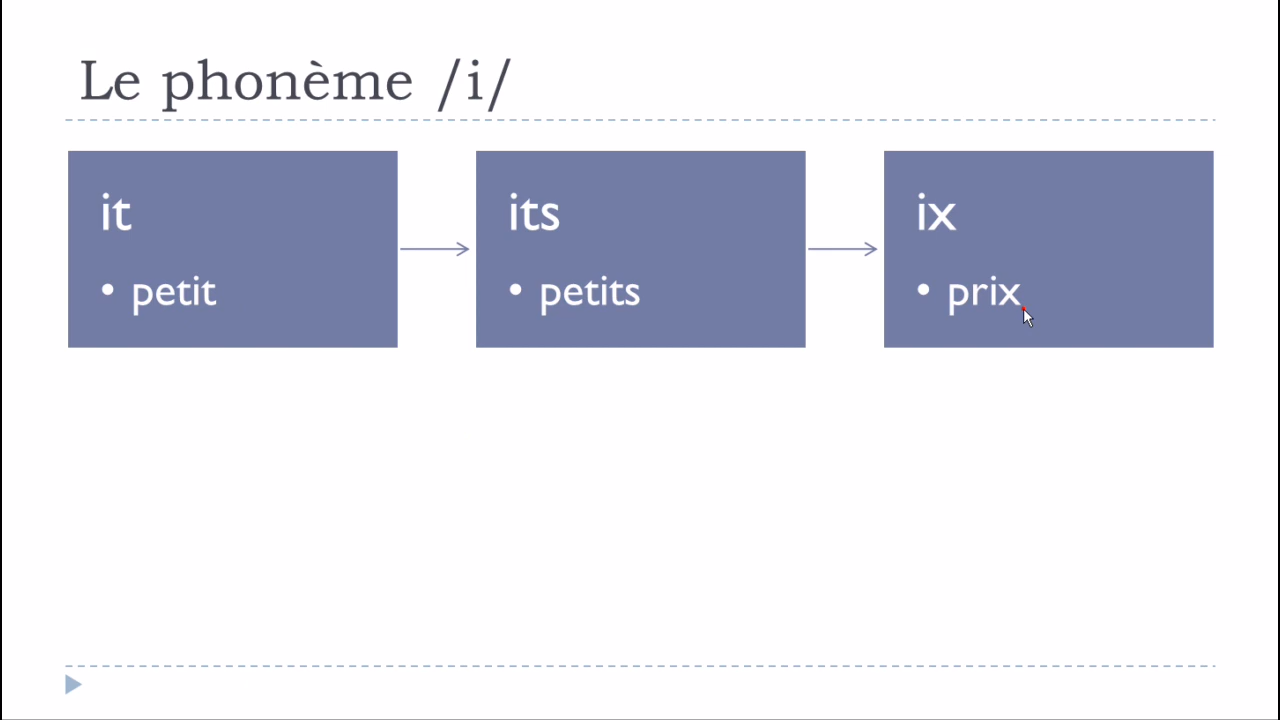 Le phonème /i/
it
• petit
its
• petits
ix
• prix